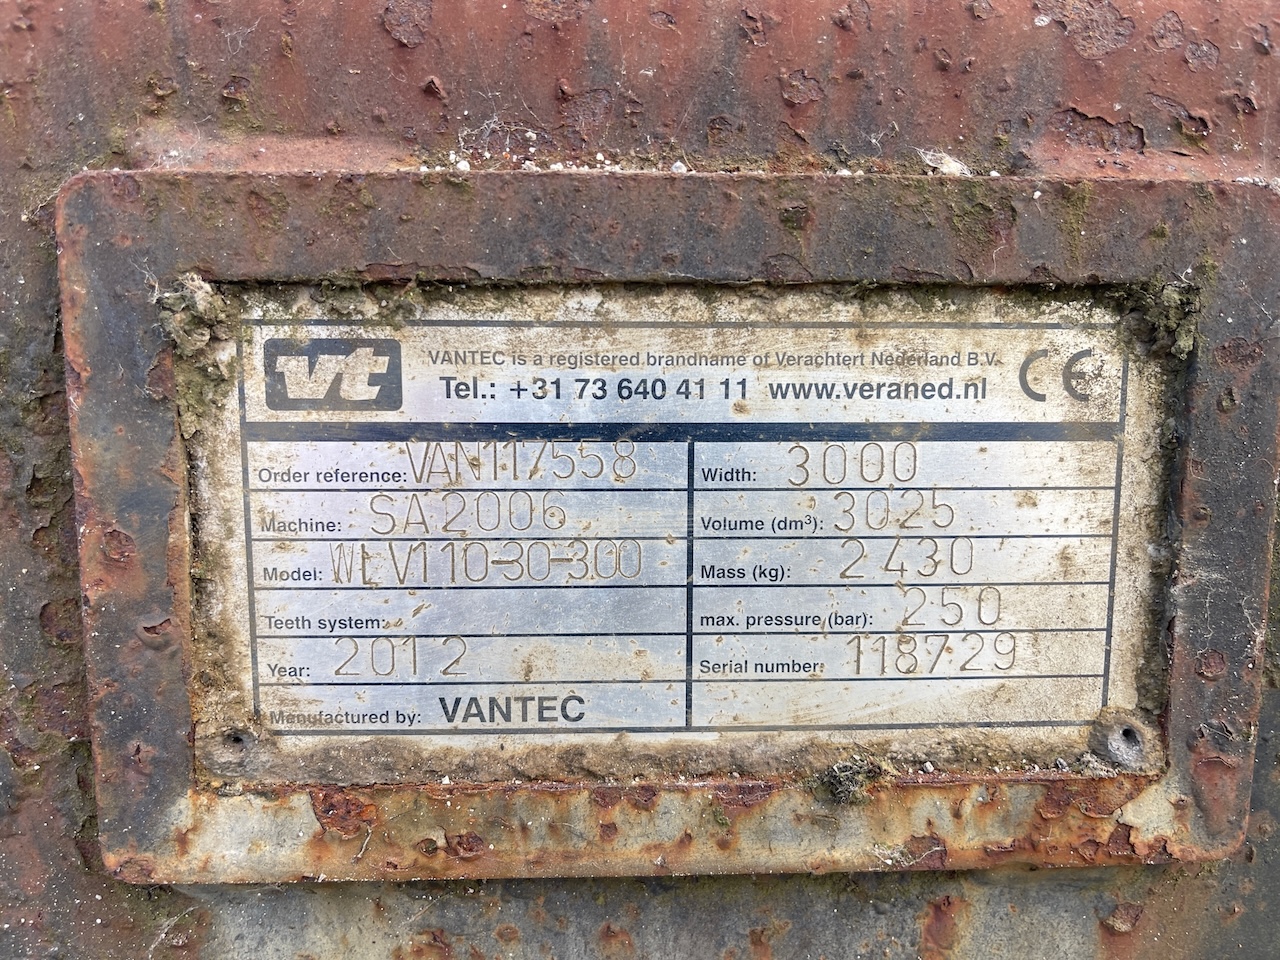 vt
VANTEC is a registered brandname of Verachtert Nederland B.V.
Tel.: +31 73 640 41 11 www.veraned.nl
CE
Order reference: VAN117558
Machine: SA2006
Model: WLV110-30-300
Teeth system:
Year: 2012
Manufactured by: VANTEC
Width: 3000
Volume (dm³): 3025
Mass (kg): 2430
max. pressure (bar): 250
Serial number: 118729